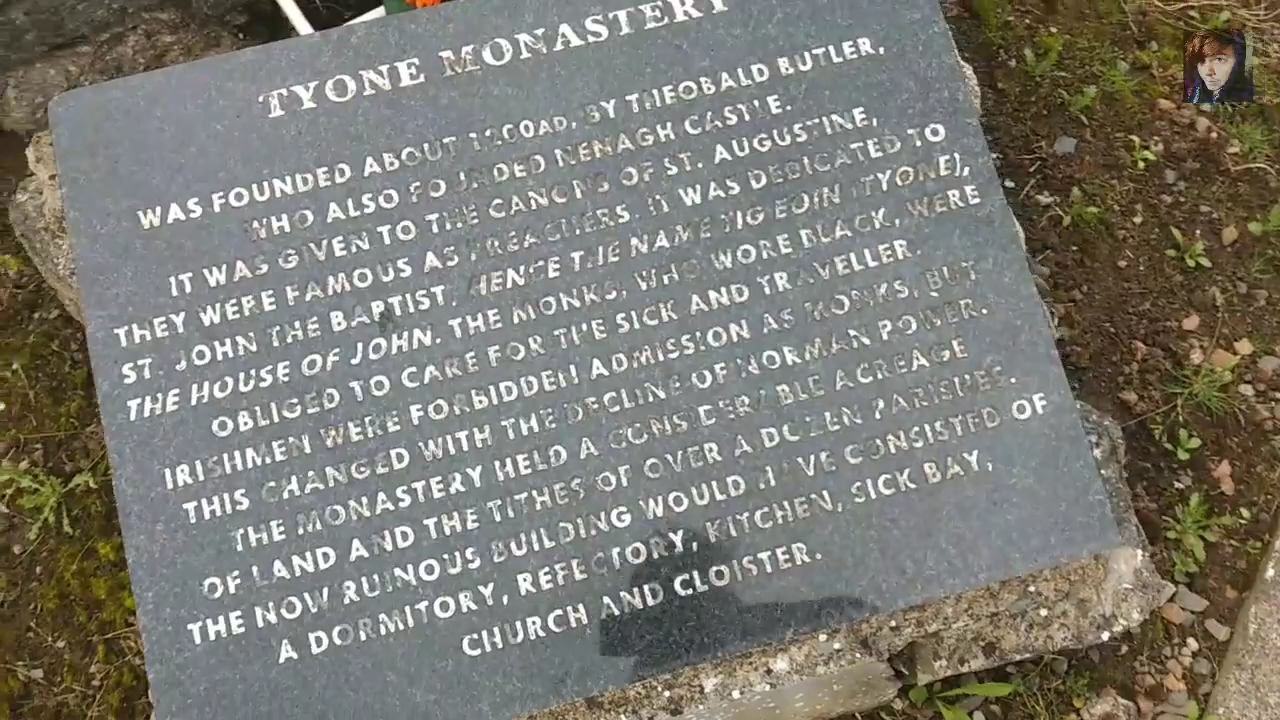 TYONE MONASTERY
WAS FOUNDED ABOUT 1200AD, BY THEOBALD BUTLER,
WHO ALSO FOUNDED NENAGH CASTLE.
IT WAS GIVEN TO THE CANONS OF ST. AUGUSTINE,
THEY WERE FAMOUS AS PREACHERS. IT WAS DEDICATED TO
ST. JOHN THE BAPTIST, HENCE THE NAME TIG EOIN (TYONE),
THE HOUSE OF JOHN. THE MONKS, WHO WORE BLACK, WERE
OBLIGED TO CARE FOR THE SICK AND TRAVELLER.
IRISHMEN WERE FORBIDDEN ADMISSION AS MONKS, BUT
THIS CHANGED WITH THE DECLINE OF NORMAN POWER.
THE MONASTERY HELD A CONSIDERABLE ACREAGE
OF LAND AND THE TITHES OF OVER A DOZEN PARISHES.
THE NOW RUINOUS BUILDING WOULD HAVE CONSISTED OF
A DORMITORY, REFECTORY, KITCHEN, SICK BAY,
CHURCH AND CLOISTER.